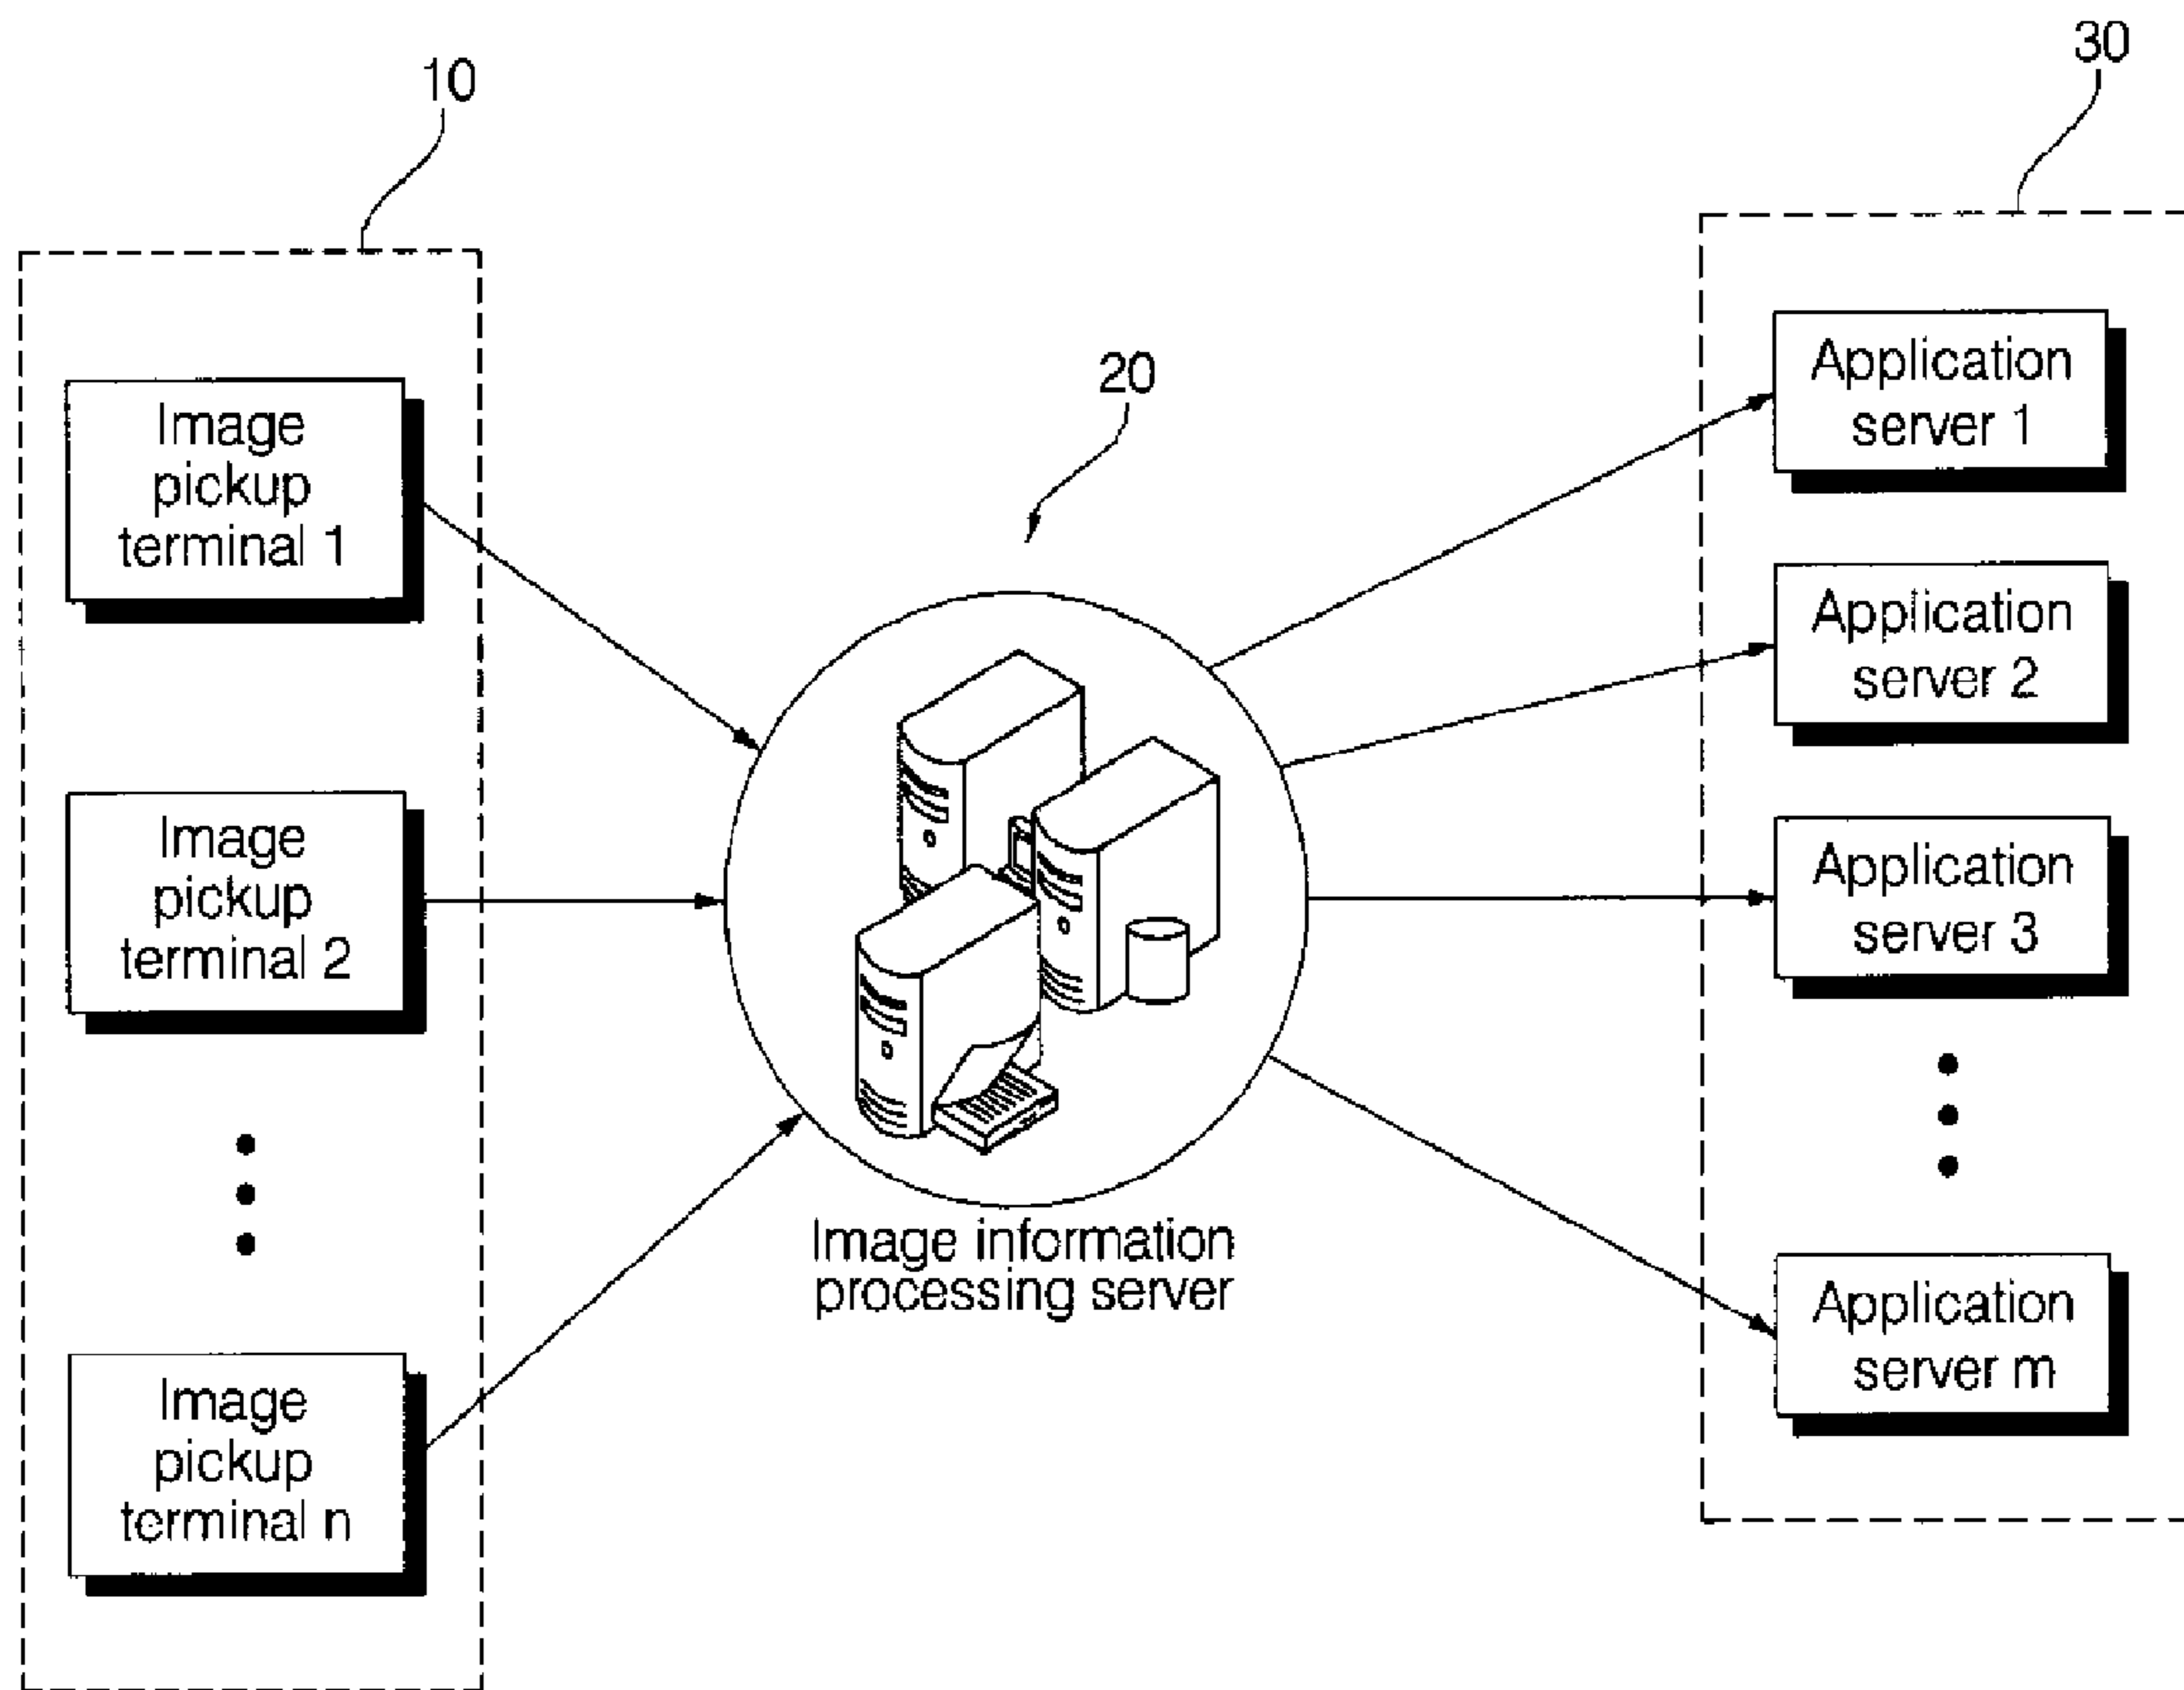 10
30
20
Image
pickup
terminal 1
Image
pickup
terminal 2
Image
pickup
terminal n
Image information
processing server
Application
server 1
Application
server 2
Application
server 3
Application
server m